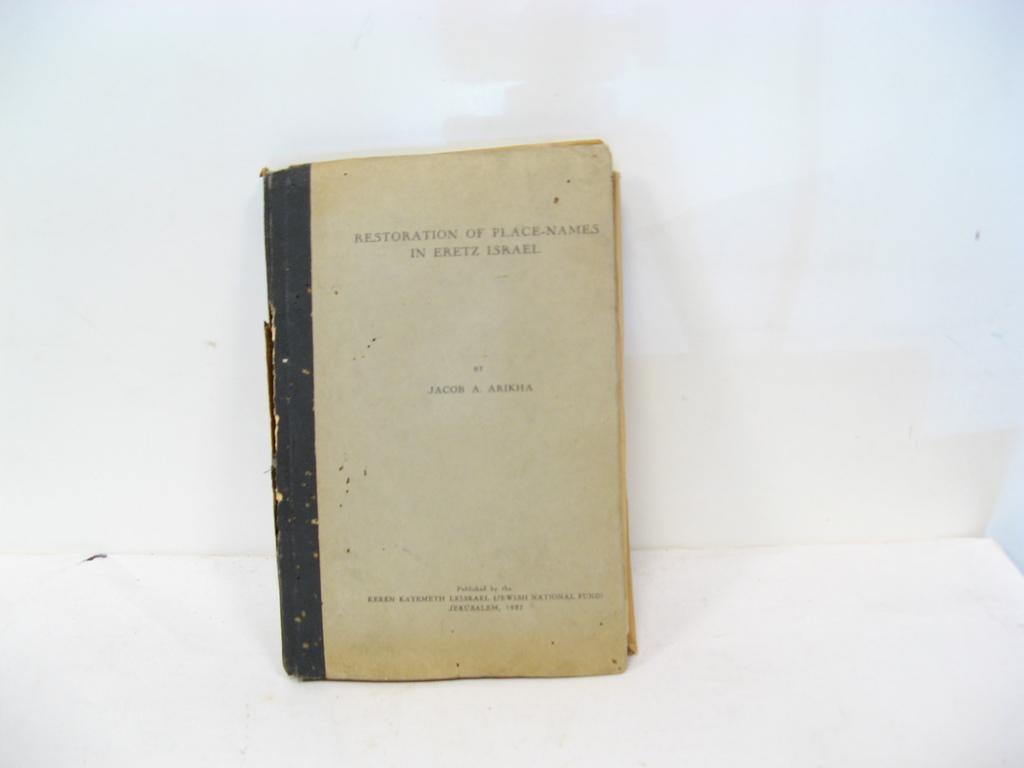 RESTORATION OF PLACE-NAMES
IN ERETZ ISRAEL
BY
JACOB A. ARIKHA
Published by the
KEREN KAYEMETH LEISRAEL (JEWISH NATIONAL FUND)
JERUSALEM, 1937